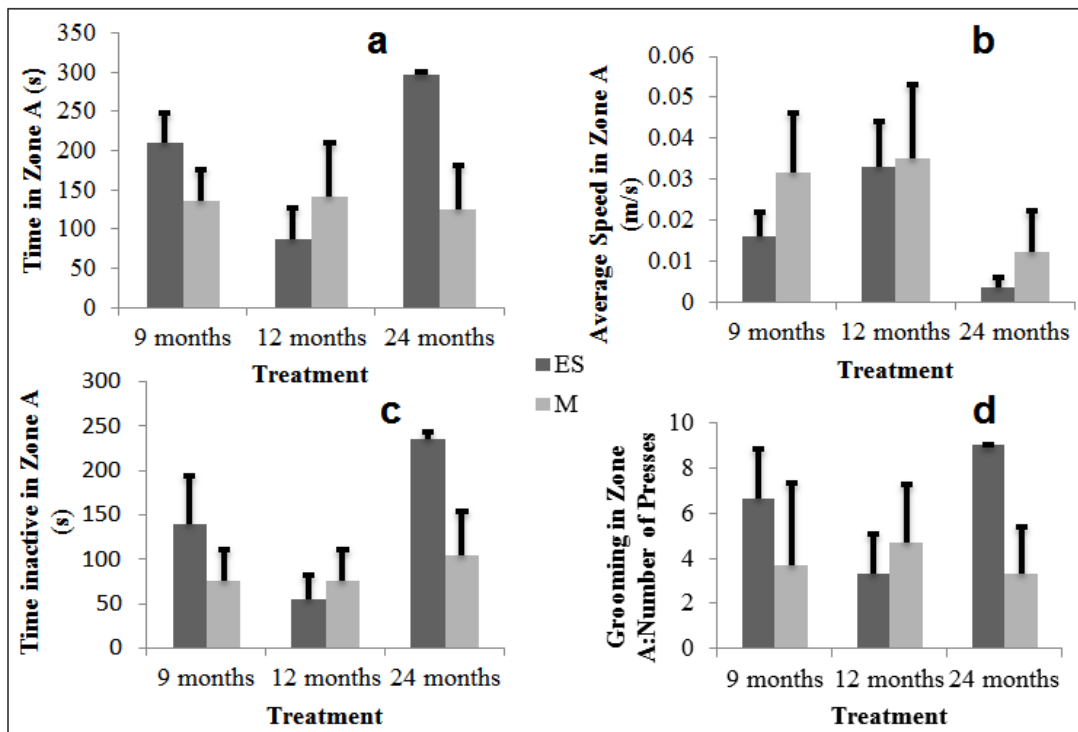 a
Time in Zone A (s)
350
300
250
200
150
100
50
0
9 months 12 months 24 months
Treatment
b
Average Speed in Zone A
(m/s)
0.06
0.05
0.04
0.03
0.02
0.01
0
9 months 12 months 24 months
Treatment
ES
M
c
Time inactive in Zone A
(s)
300
250
200
150
100
50
0
9 months 12 months 24 months
Treatment
d
Grooming in Zone
A:Number of Presses
10
8
6
4
2
0
9 months 12 months 24 months
Treatment